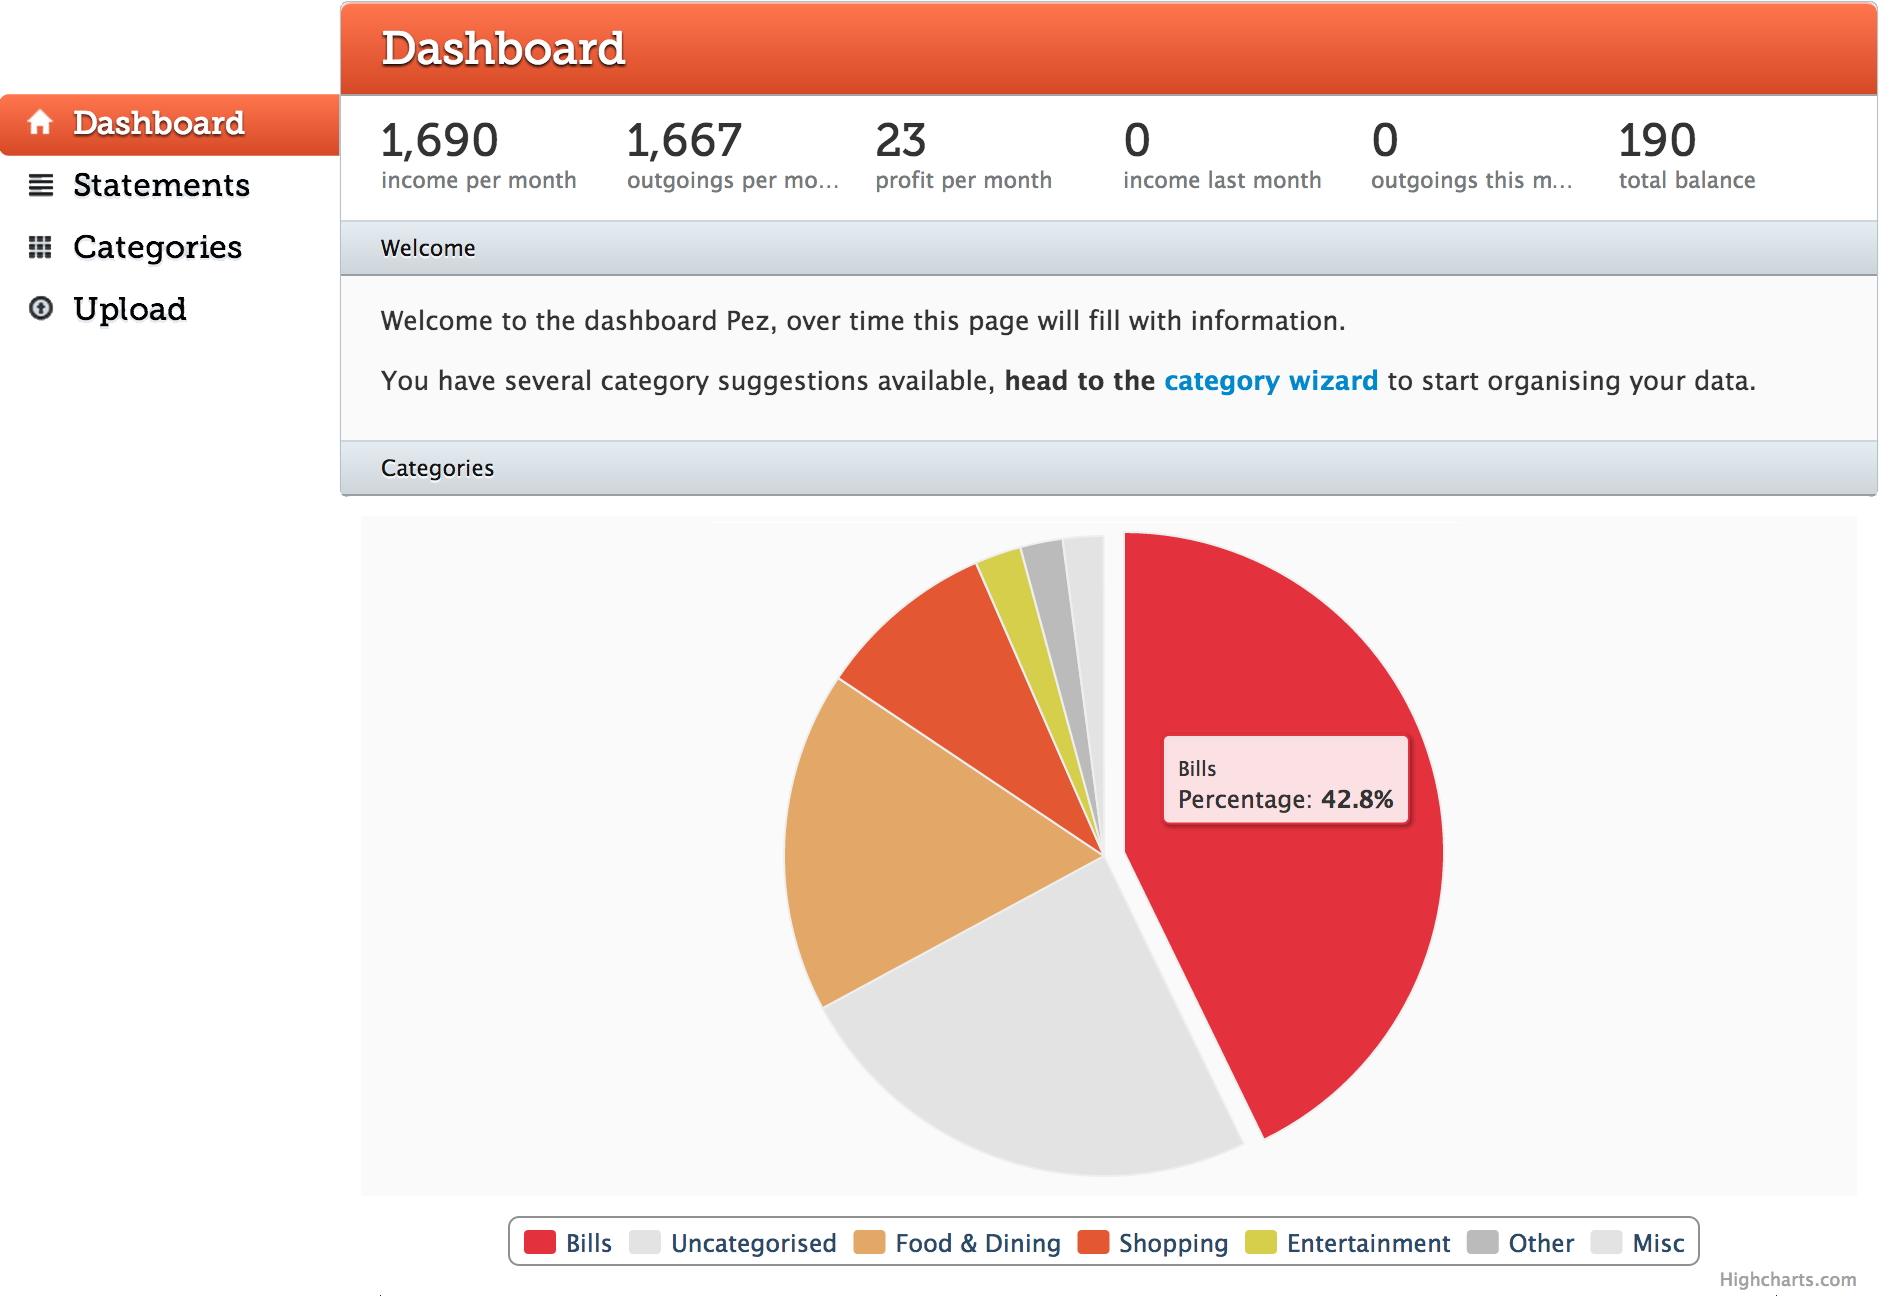 Dashboard
Dashboard
Statements
Categories
Upload
1,690
income per month
1,667
outgoings per mo...
23
profit per month
0
income last month
0
outgoings this m...
190
total balance
Welcome
Welcome to the dashboard Pez, over time this page will fill with information.
You have several category suggestions available, head to the category wizard to start organising your data.
Categories
Bills
Percentage: 42.8%
Bills Uncategorised Food & Dining Shopping Entertainment Other Misc
Highcharts.com